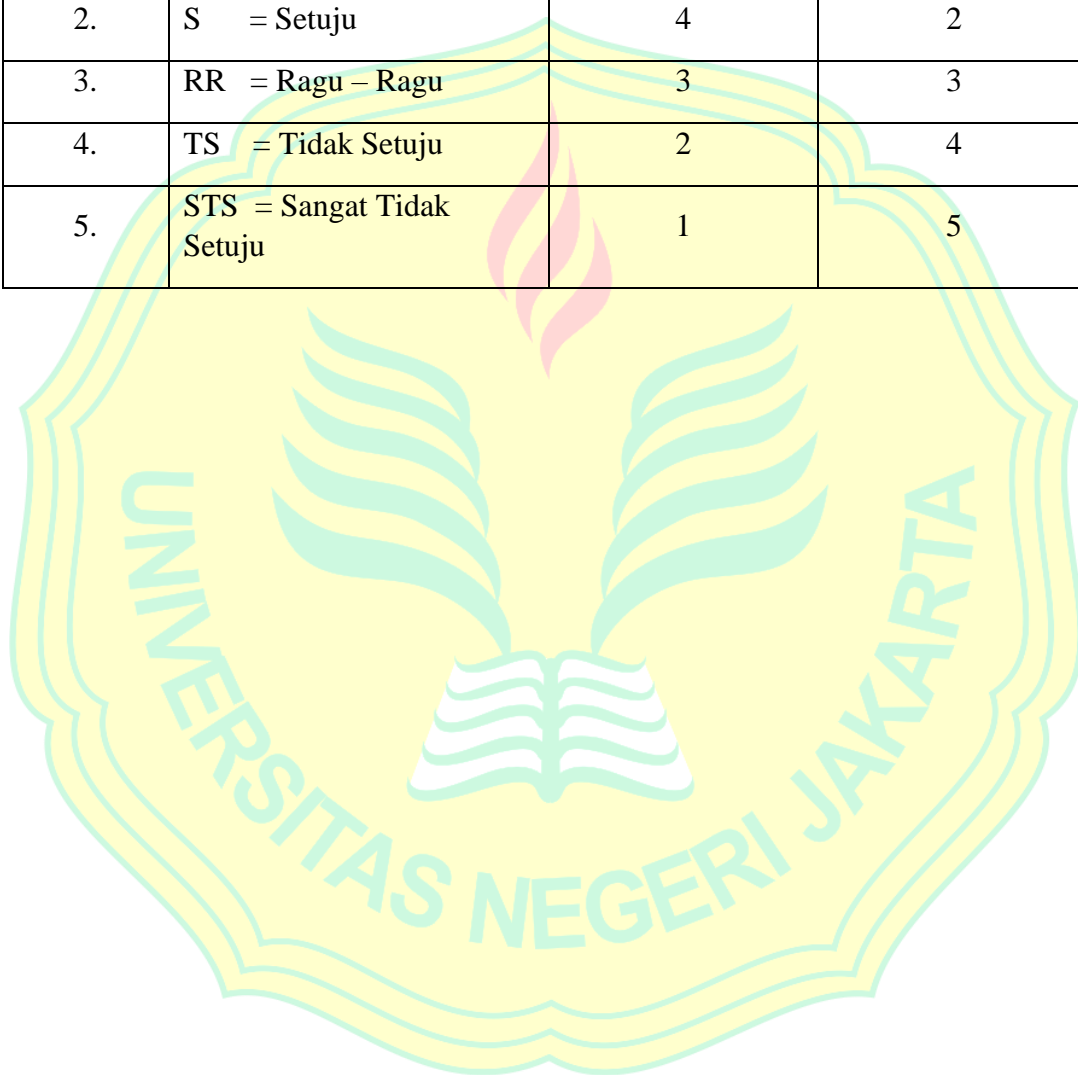 2. S = Setuju 4 2
3. RR = Ragu – Ragu 3 3
4. TS = Tidak Setuju 2 4
5. STS = Sangat Tidak Setuju 1 5
UNIVERSITAS NEGERI JAKARTA